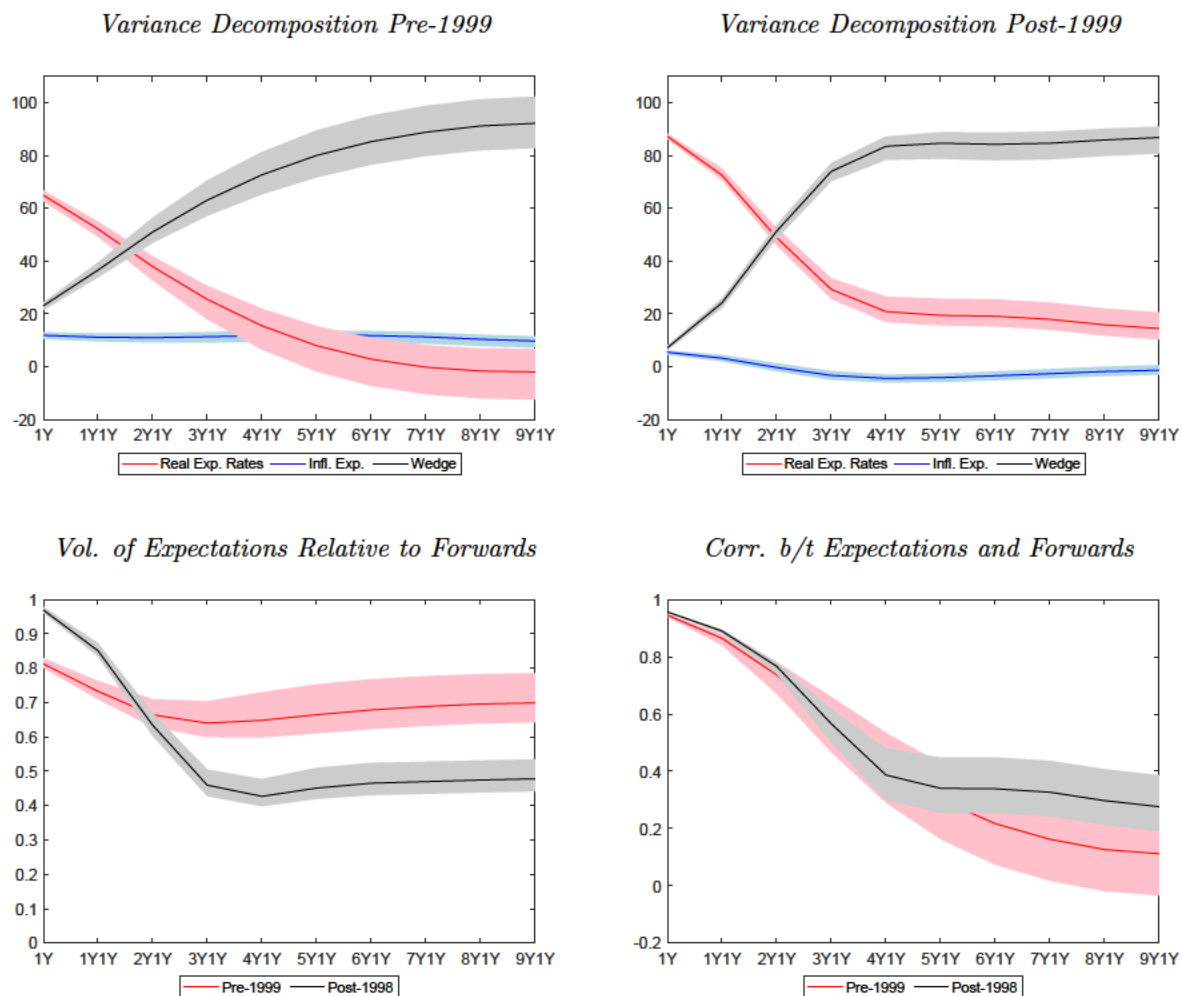 Variance Decomposition Pre-1999
100
80
60
40
20
0
-20
1Y 1Y1Y 2Y1Y 3Y1Y 4Y1Y 5Y1Y 6Y1Y 7Y1Y 8Y1Y 9Y1Y
Real Exp. Rates Infl. Exp. Wedge
Variance Decomposition Post-1999
100
80
60
40
20
0
-20
1Y 1Y1Y 2Y1Y 3Y1Y 4Y1Y 5Y1Y 6Y1Y 7Y1Y 8Y1Y 9Y1Y
Real Exp. Rates Infl. Exp. Wedge
Vol. of Expectations Relative to Forwards
1
0.9
0.8
0.7
0.6
0.5
0.4
0.3
0.2
0.1
0
1Y 1Y1Y 2Y1Y 3Y1Y 4Y1Y 5Y1Y 6Y1Y 7Y1Y 8Y1Y 9Y1Y
Pre-1999 Post-1998
Corr. b/t Expectations and Forwards
1
0.8
0.6
0.4
0.2
0
-0.2
1Y 1Y1Y 2Y1Y 3Y1Y 4Y1Y 5Y1Y 6Y1Y 7Y1Y 8Y1Y 9Y1Y
Pre-1999 Post-1998